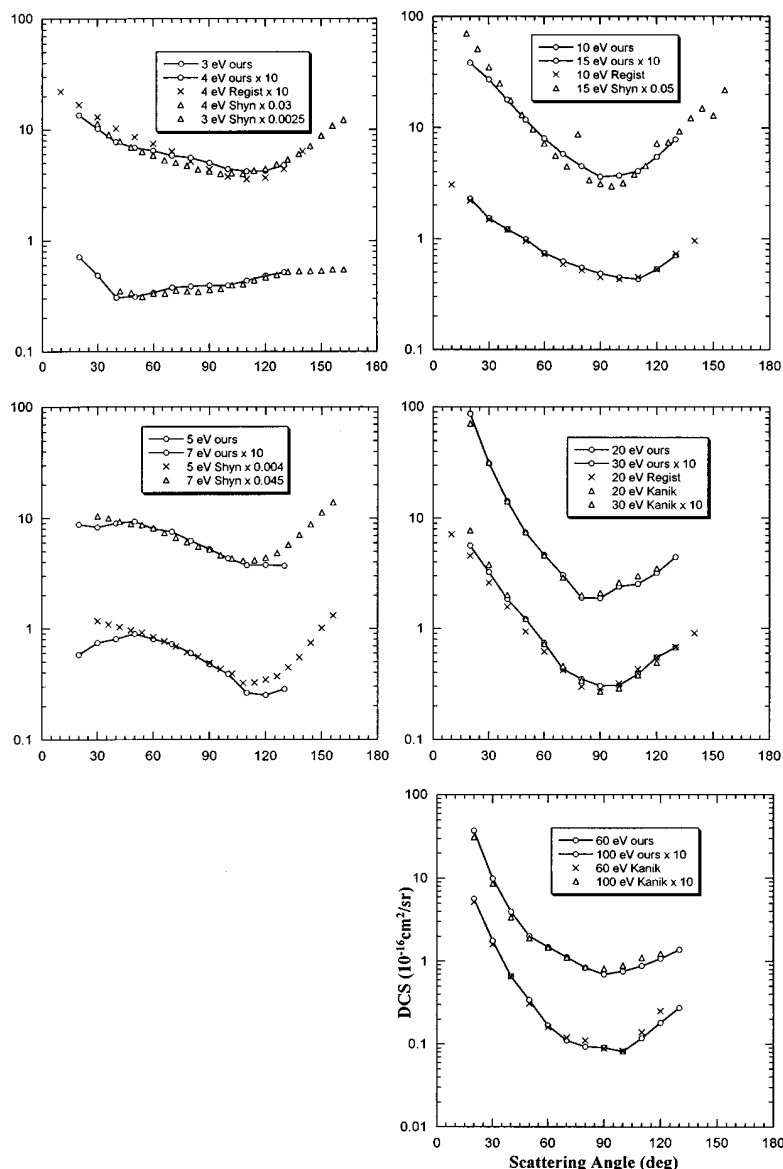 100
10
1
0.1
0 30 60 90 120 150 180
3 eV ours
4 eV ours x 10
4 eV Regist x 10
4 eV Shyn x 0.03
3 eV Shyn x 0.0025
100
10
1
0.1
0 30 60 90 120 150 180
10 eV ours
15 eV ours x 10
10 eV Regist
15 eV Shyn x 0.05
100
10
1
0.1
0 30 60 90 120 150 180
5 eV ours
7 eV ours x 10
5 eV Shyn x 0.004
7 eV Shyn x 0.045
100
10
1
0.1
0 30 60 90 120 150 180
20 eV ours
30 eV ours x 10
20 eV Regist
20 eV Kanik
30 eV Kanik x 10
100
10
1
0.1
0.01
0 30 60 90 120 150 180
60 eV ours
100 eV ours x 10
60 eV Kanik
100 eV Kanik x 10
DCS (10⁻¹⁶cm²/sr)
Scattering Angle (deg)